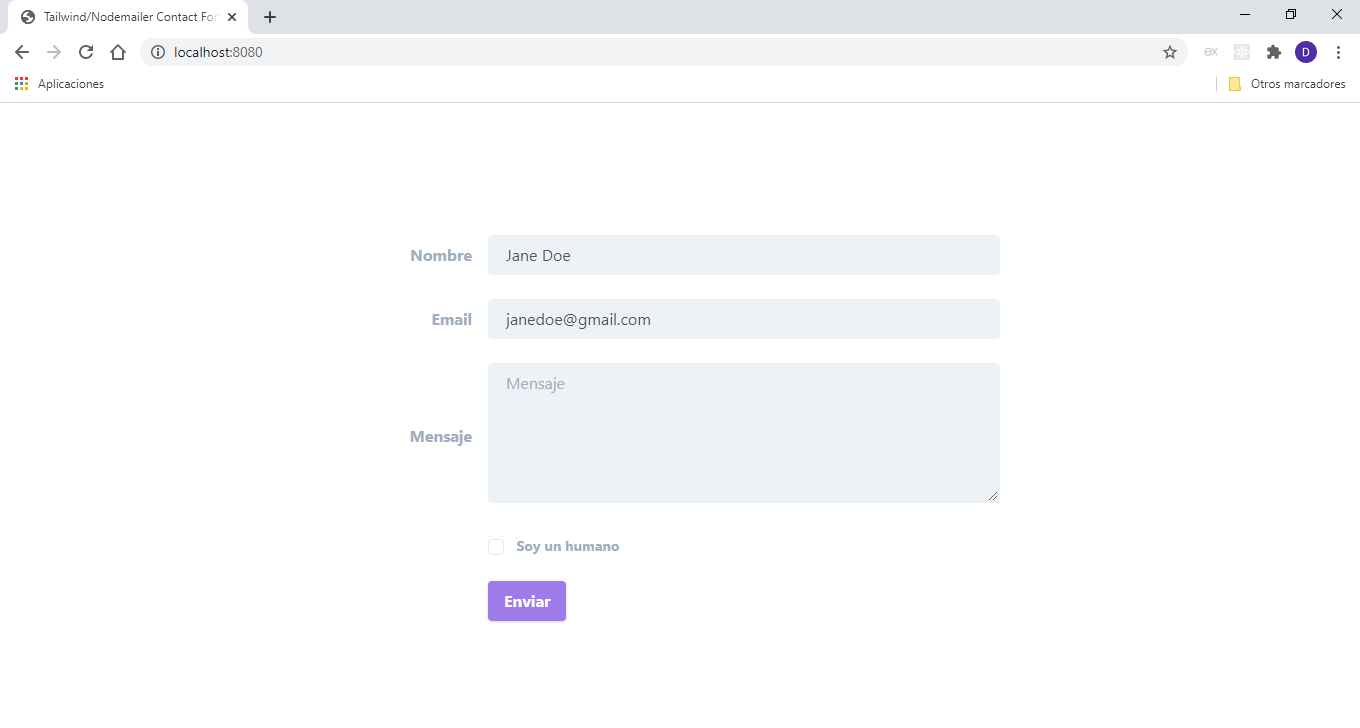 Tailwind/Nodemailer Contact For
localhost:8080
ex
D
Aplicaciones
Otros marcadores
Nombre
Jane Doe
Email
janedoe@gmail.com
Mensaje
Mensaje
Soy un humano
Enviar